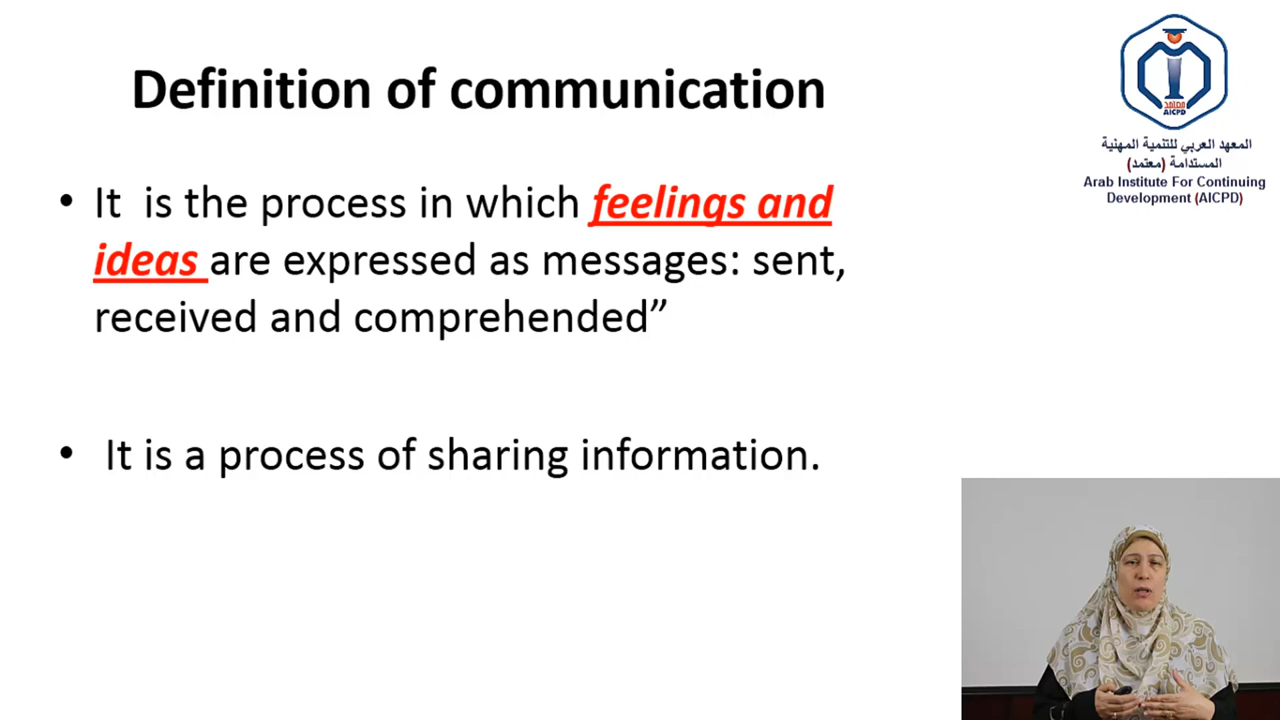 Definition of communication
• It is the process in which feelings and
ideas are expressed as messages: sent,
received and comprehended”
• It is a process of sharing information.
معتمد
AICPD
المعهد العربي للتنمية المهنية
المستدامة (معتمد)
Arab Institute For Continuing
Development (AICPD)